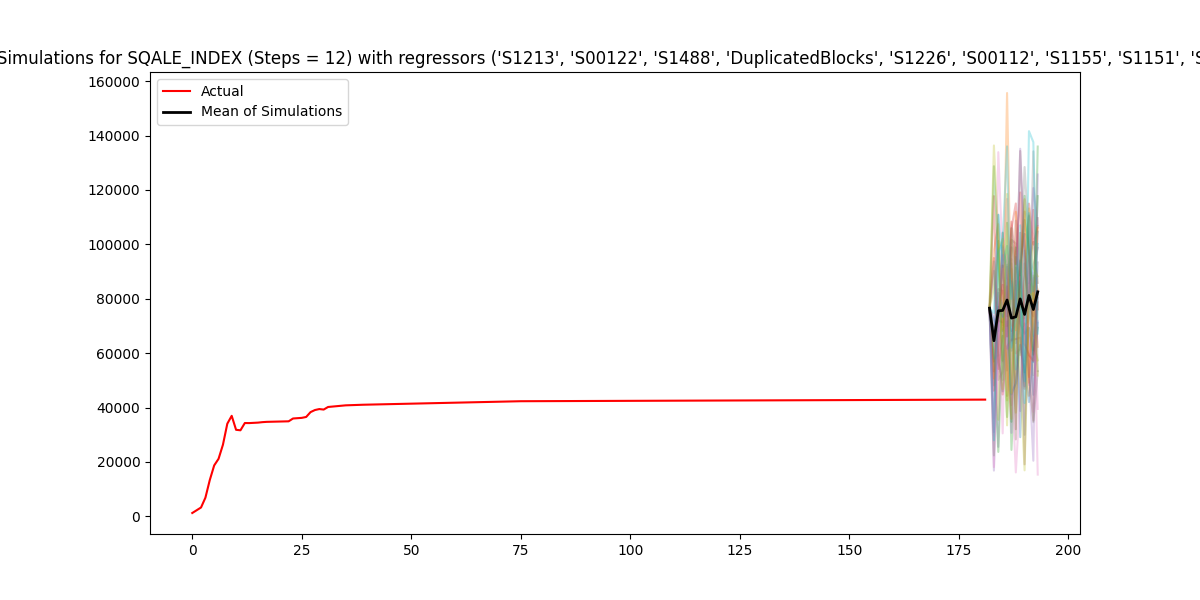 Simulations for SQALE_INDEX (Steps = 12) with regressors ('S1213', 'S00122', 'S1488', 'DuplicatedBlocks', 'S1226', 'S00112', 'S1155', 'S1151', 'S
160000
140000
120000
100000
80000
60000
40000
20000
0
Actual
Mean of Simulations
0 25 50 75 100 125 150 175 200